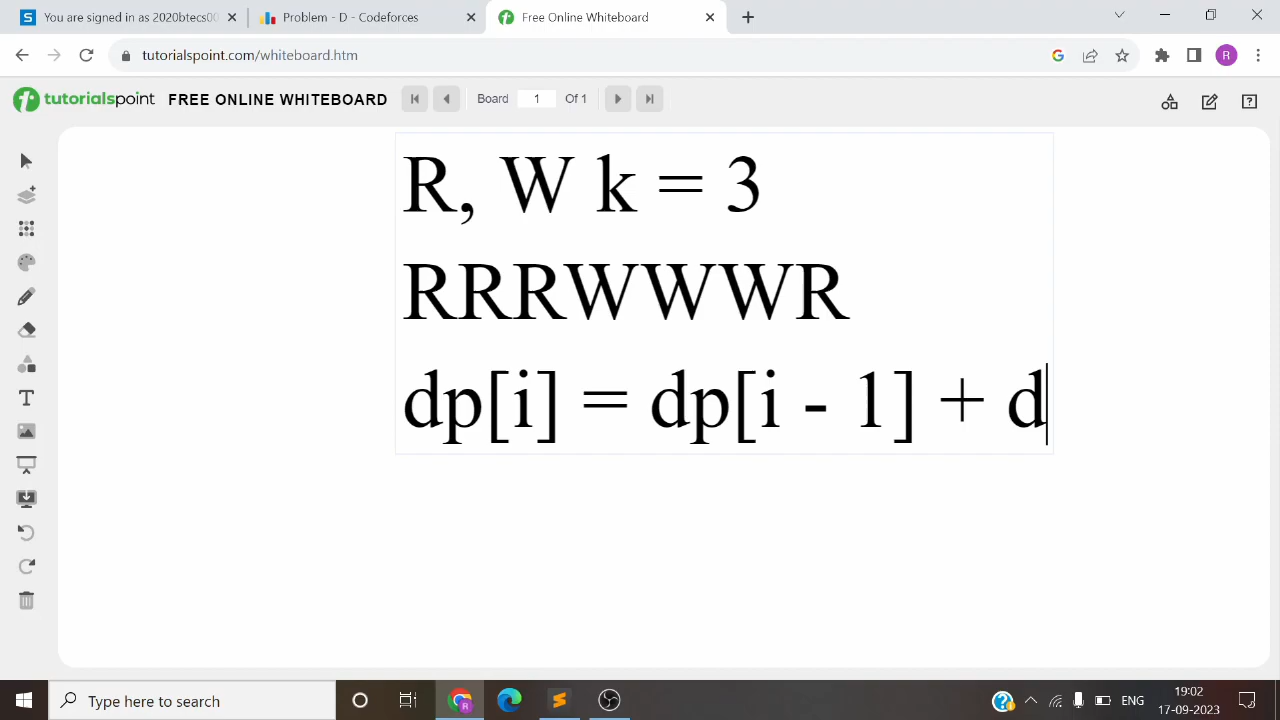 You are signed in as 2020btcs00
Problem - D - Codeforces
Free Online Whiteboard
tutorialspoint.com/whiteboard.htm
R
tutorialspoint FREE ONLINE WHITEBOARD Board 1 Of 1
R, W k = 3
RRRWWWR
dp[i] = dp[i - 1] + d
Type here to search
ENG
19:02
17-09-2023